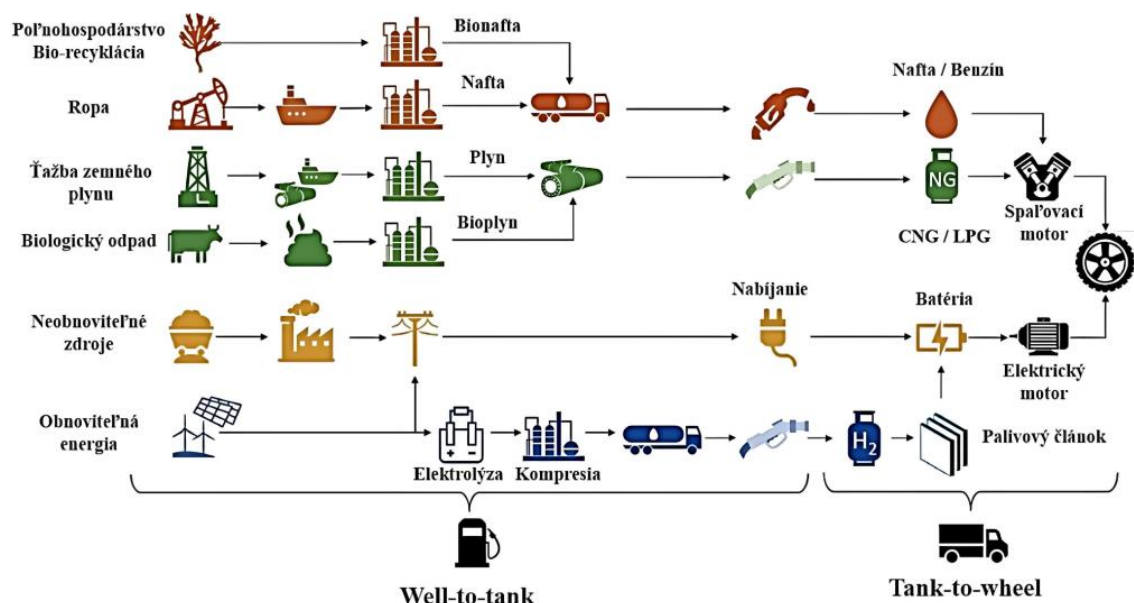 Poľnohospodárstvo
Bio-recyklácia
Bionafta
Ropa
Nafta
Nafta / Benzín
Ťažba zemného
plynu
Plyn
NG
Spaľovací
motor
Biologický odpad
Bioplyn
CNG / LPG
Neobnoviteľné
zdroje
Nabíjanie
Batéria
Elektrický
motor
Obnoviteľná
energia
Elektrolýza
Kompresia
H2
Palivový článok
Well-to-tank
Tank-to-wheel